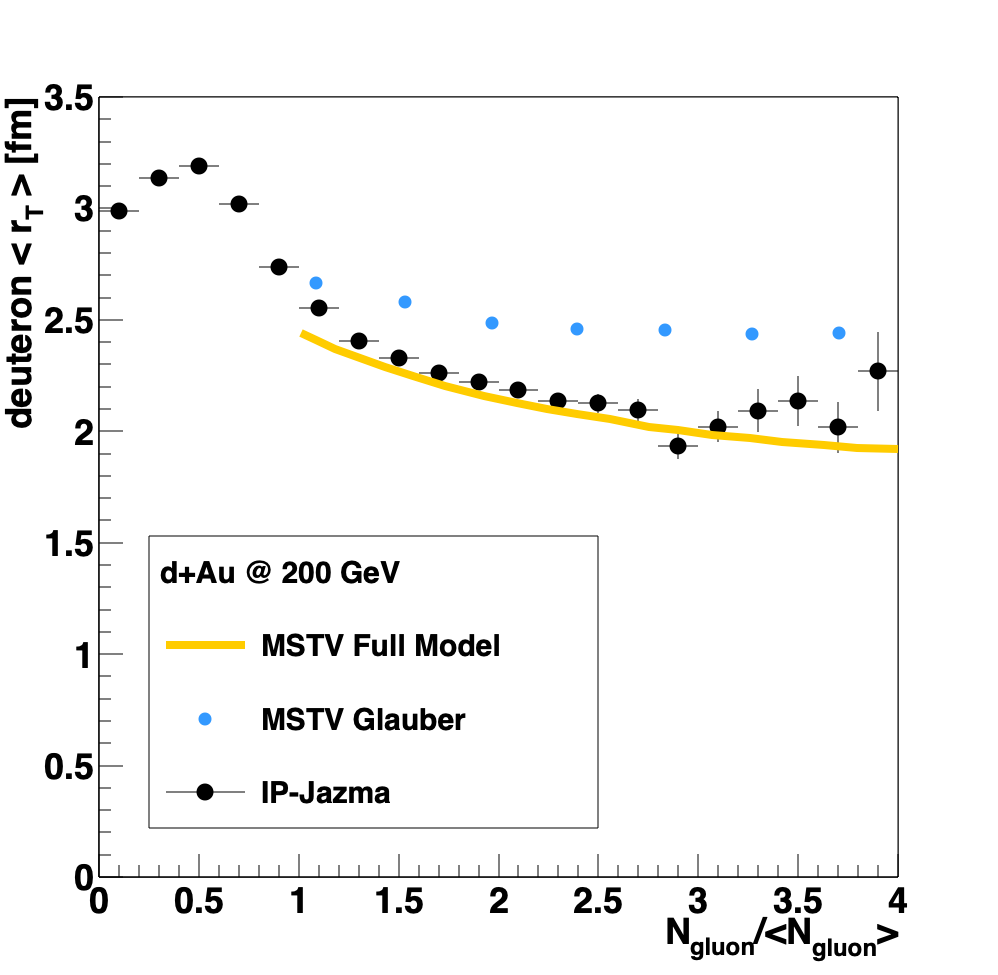 deuteron < r_T > [fm]
3.5
3
2.5
2
1.5
1
0.5
0
d+Au @ 200 GeV
MSTV Full Model
MSTV Glauber
IP-Jazma
0 0.5 1 1.5 2 2.5 3 3.5 4
N_gluon/<N_gluon>